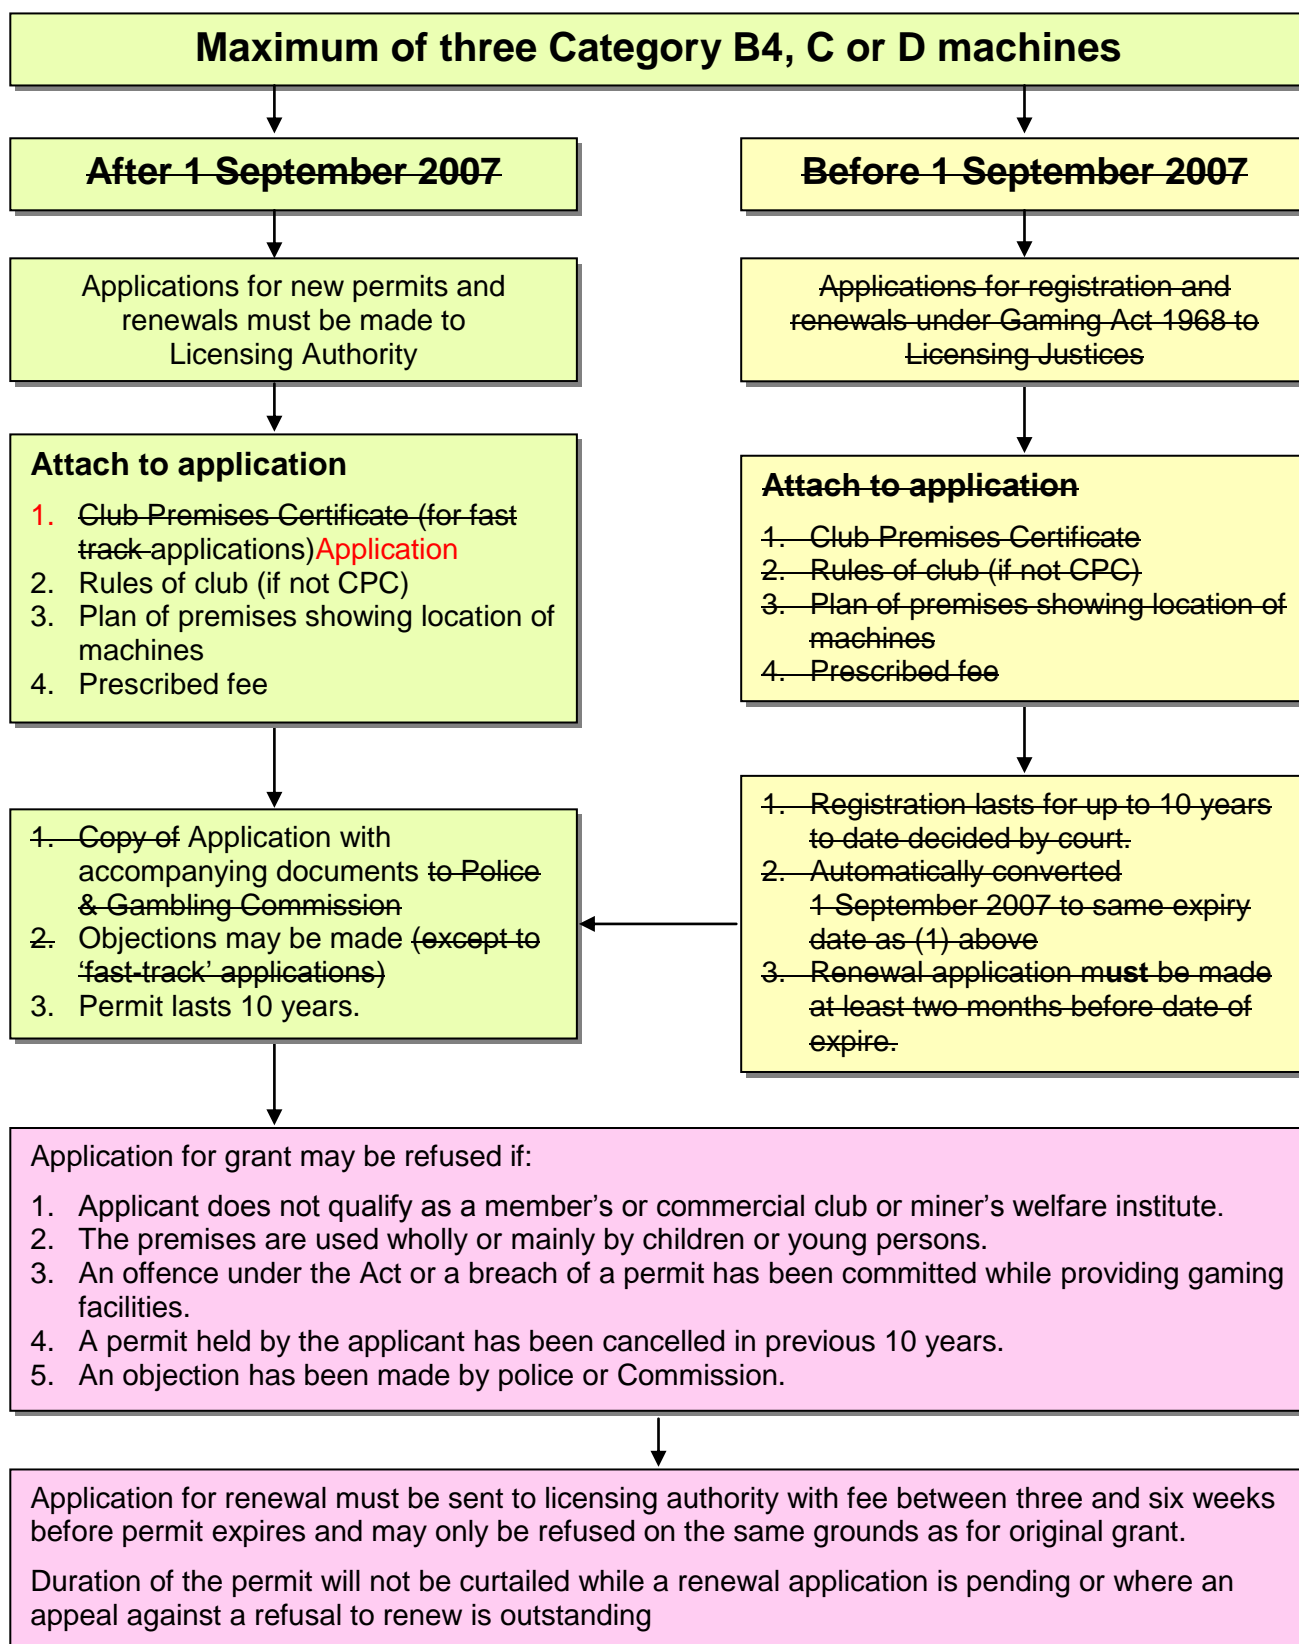 Maximum of three Category B4, C or D machines
After 1 September 2007
Applications for new permits and
renewals must be made to
Licensing Authority
Attach to application
1. Club Premises Certificate (for fast
track applications)Application
2. Rules of club (if not CPC)
3. Plan of premises showing location of
machines
4. Prescribed fee
1. Copy of Application with
accompanying documents to Police
& Gambling Commission
2. Objections may be made (except to
‘fast-track’ applications)
3. Permit lasts 10 years.
Before 1 September 2007
Applications for registration and
renewals under Gaming Act 1968 to
Licensing Justices
Attach to application
1. Club Premises Certificate
2. Rules of club (if not CPC)
3. Plan of premises showing location of
machines
4. Prescribed fee
1. Registration lasts for up to 10 years
to date decided by court.
2. Automatically converted
1 September 2007 to same expiry
date as (1) above
3. Renewal application must be made
at least two months before date of
expire.
Application for grant may be refused if:
1. Applicant does not qualify as a member’s or commercial club or miner’s welfare institute.
2. The premises are used wholly or mainly by children or young persons.
3. An offence under the Act or a breach of a permit has been committed while providing gaming
facilities.
4. A permit held by the applicant has been cancelled in previous 10 years.
5. An objection has been made by police or Commission.
Application for renewal must be sent to licensing authority with fee between three and six weeks
before permit expires and may only be refused on the same grounds as for original grant.
Duration of the permit will not be curtailed while a renewal application is pending or where an
appeal against a refusal to renew is outstanding